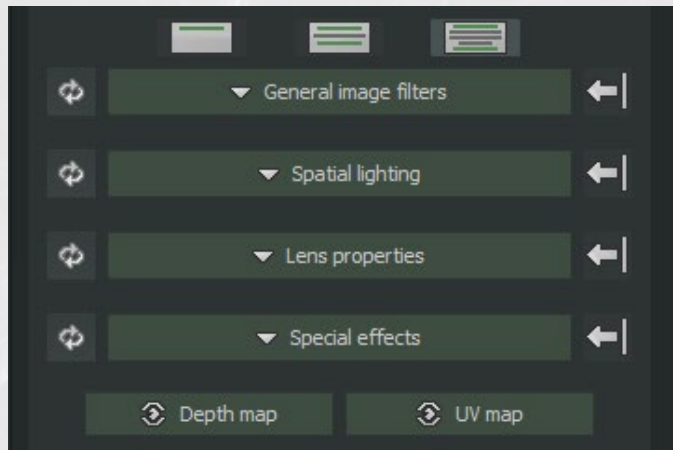 General image filters
Spatial lighting
Lens properties
Special effects
Depth map UV map